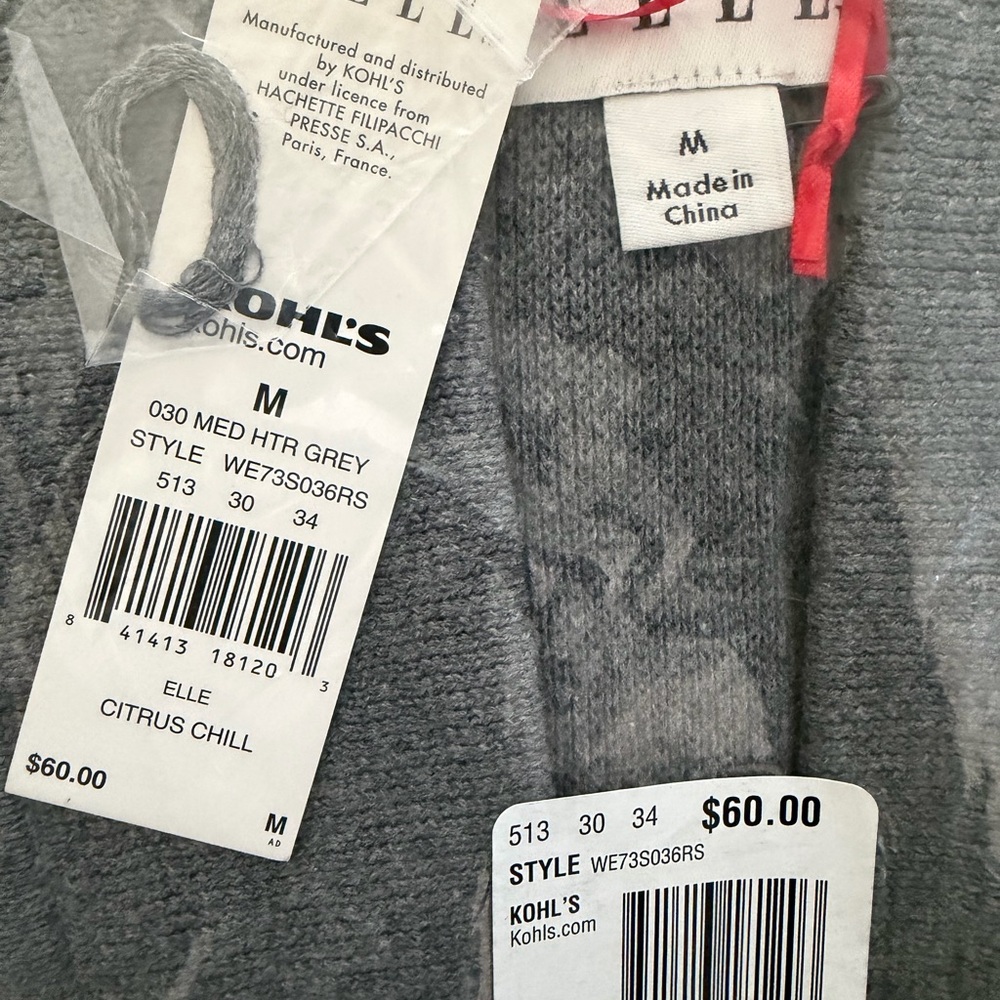 Manufactured and distributed
by KOHL'S
under licence from
HACHETTE FILIPACCHI
PRESSE S.A.,
Paris, France.
KOHL'S
kohls.com
M
030 MED HTR GREY
STYLE WE73S036RS
513 30 34
8 41413 18120 3
ELLE
CITRUS CHILL
$60.00
M
AD
M
Made in
China
513 30 34 $60.00
STYLE WE73S036RS
KOHL'S
Kohls.com